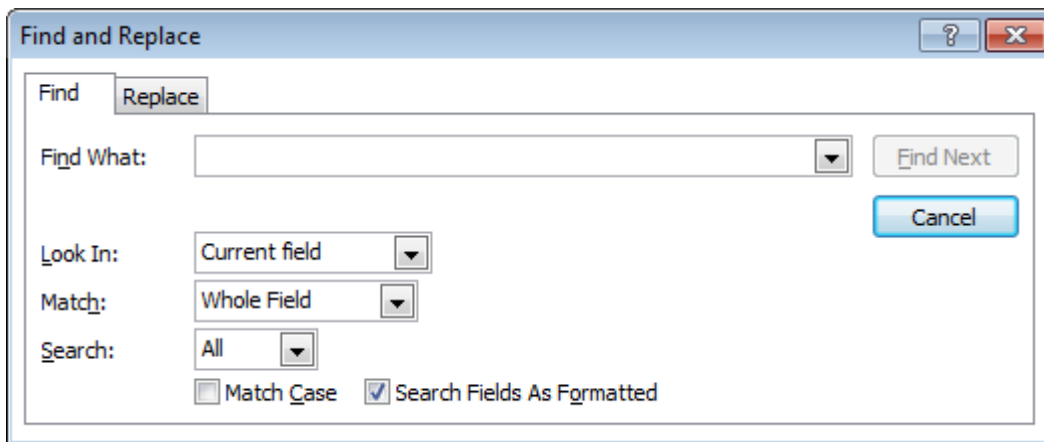 Find and Replace
Find Replace
Find What: Find Next
Cancel
Look In: Current field
Match: Whole Field
Search: All
Match Case Search Fields As Formatted